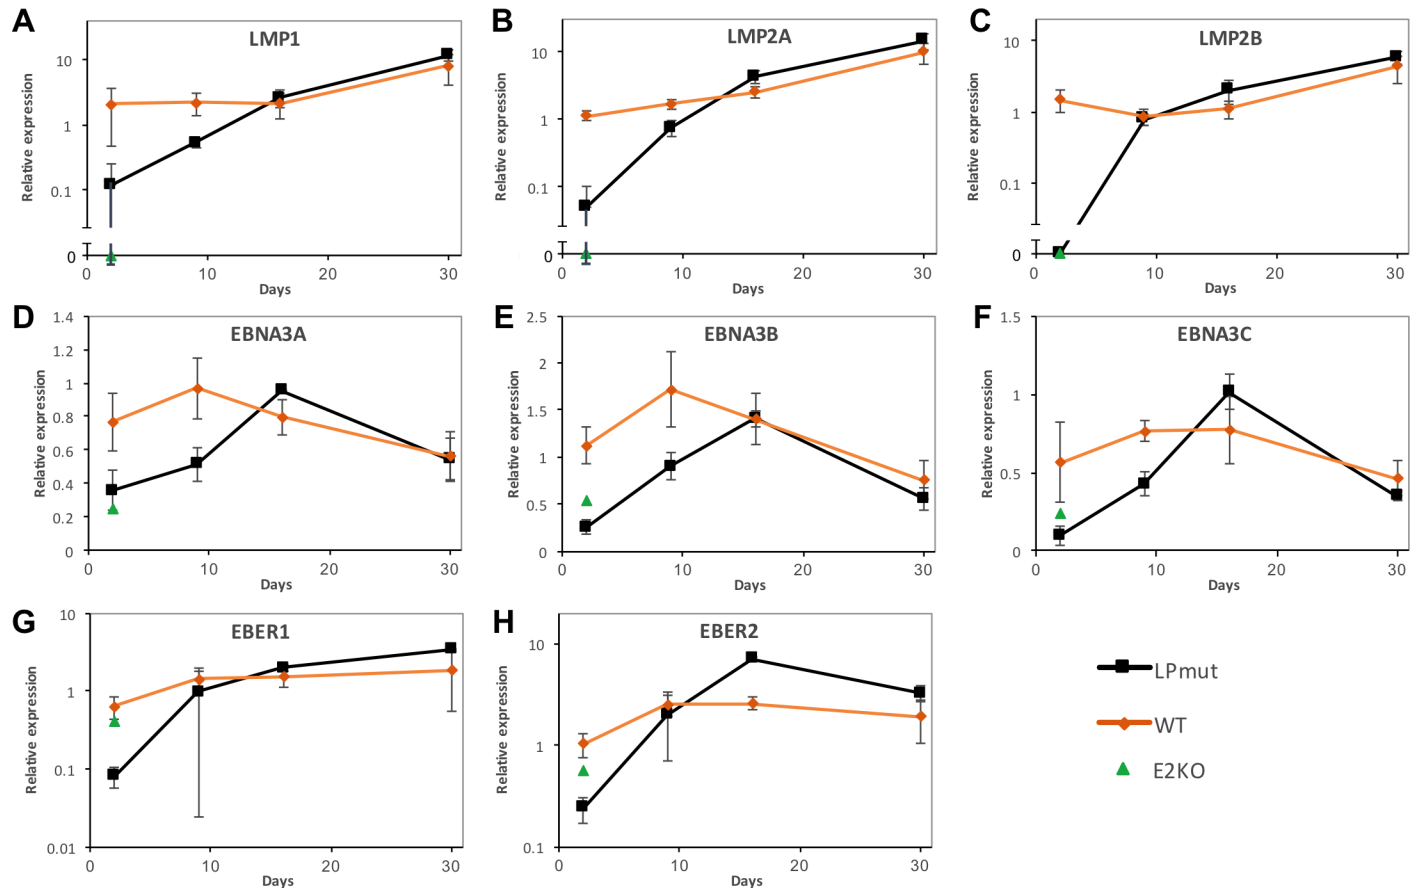 A
LMP1
Relative expression
10
1
0.1
0
0 10 20 30
Days
B
LMP2A
Relative expression
10
1
0.1
0
0 10 20 30
Days
C
LMP2B
Relative expression
10
1
0.1
0
0 10 20 30
Days
D
EBNA3A
Relative expression
1.4
1.2
1
0.8
0.6
0.4
0.2
0
0 10 20 30
Days
E
EBNA3B
Relative expression
2.5
2
1.5
1
0.5
0
0 10 20 30
Days
F
EBNA3C
Relative expression
1.5
1
0.5
0
0 10 20 30
Days
G
EBER1
Relative expression
10
1
0.1
0.01
0 10 20 30
Days
H
EBER2
Relative expression
10
1
0.1
0 10 20 30
Days
LPmut
WT
E2KO